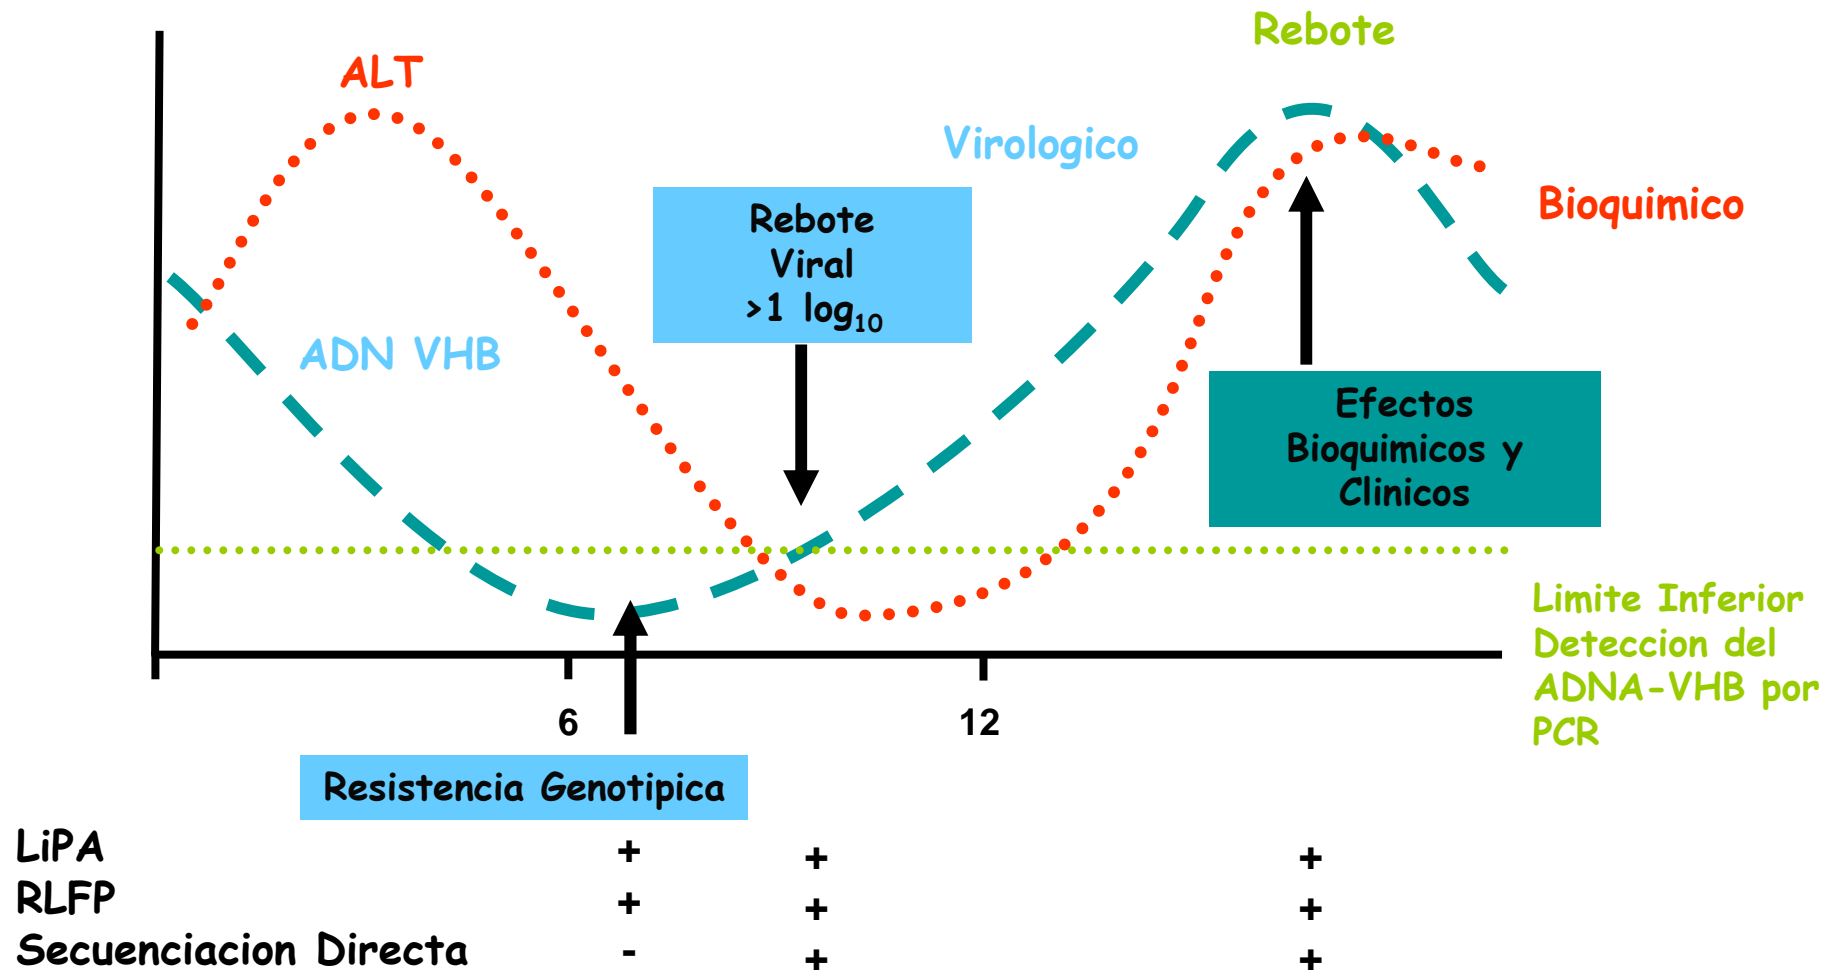 Rebote
ALT
Virologico
Bioquimico
Rebote
Viral
>1 log₁₀
ADN VHB
Efectos
Bioquimicos y
Clinicos
Limite Inferior
Deteccion del
ADNA-VHB por
PCR
6
12
Resistencia Genotipica
LiPA + + +
RLFP + + +
Secuenciacion Directa - + +